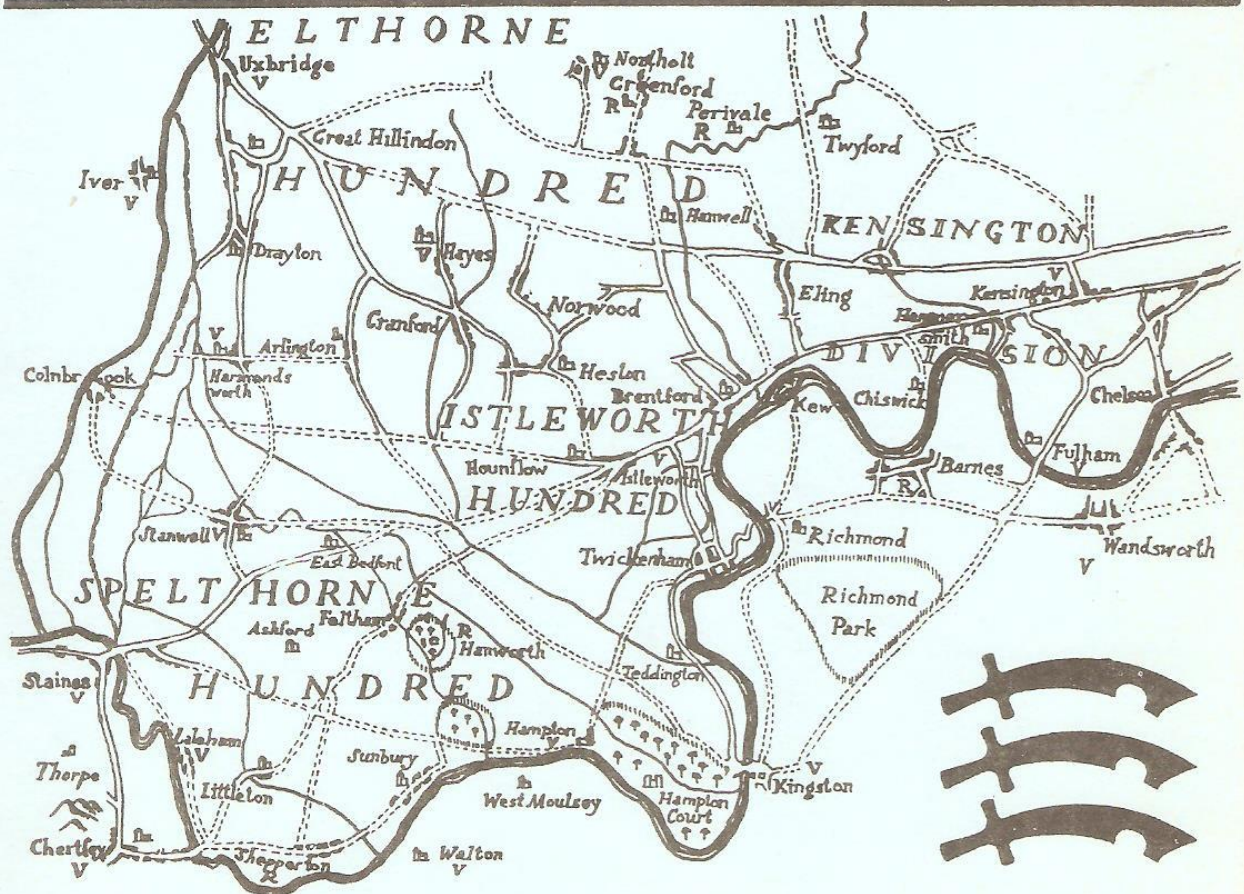 ELTHORNE
Uxbridge
V
Northolt
V
Greenford
R
Perivale
R
Twyford
Great Hillindon
Iver
V
HUNDRED
Hanwell
KENSINGTON
Drayton
Hayes
V
Eling
V
Kensington
Norwood
Cranford
Hammer
smith
V
Arlington
DIVISION
Colnbrook
Harmonds
worth
Heston
Brentford
Kew
Chiswick
Chelsea
ISTLEWORTH
Hounslow
V
Istleworth
Barnes
R
Fulham
V
HUNDRED
Stanwell V
Richmond
Wandsworth
V
East Bedfont
Twickenham
SPELTHORNE
Richmond
Park
Feltham
Ashford
R
Hanworth
Teddington
Staines
V
HUNDRED
Hampton
V
Laleham
V
Sunbury
Thorpe
Littleton
West Moulsey
Hampton
Court
V
Kingston
Chertsey
V
Shepperton
R
Walton
V